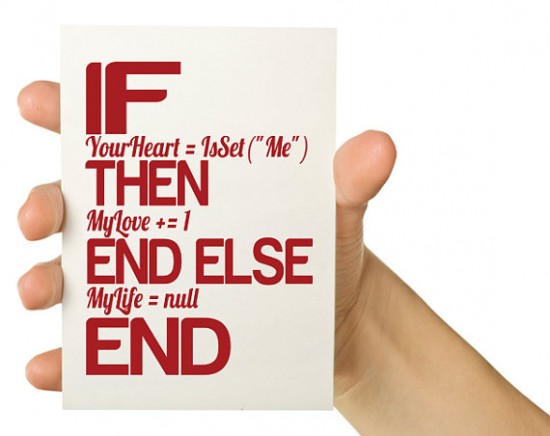 IF
YourHeart = IsSet("Me")
THEN
MyLove += 1
END ELSE
MyLife = null
END